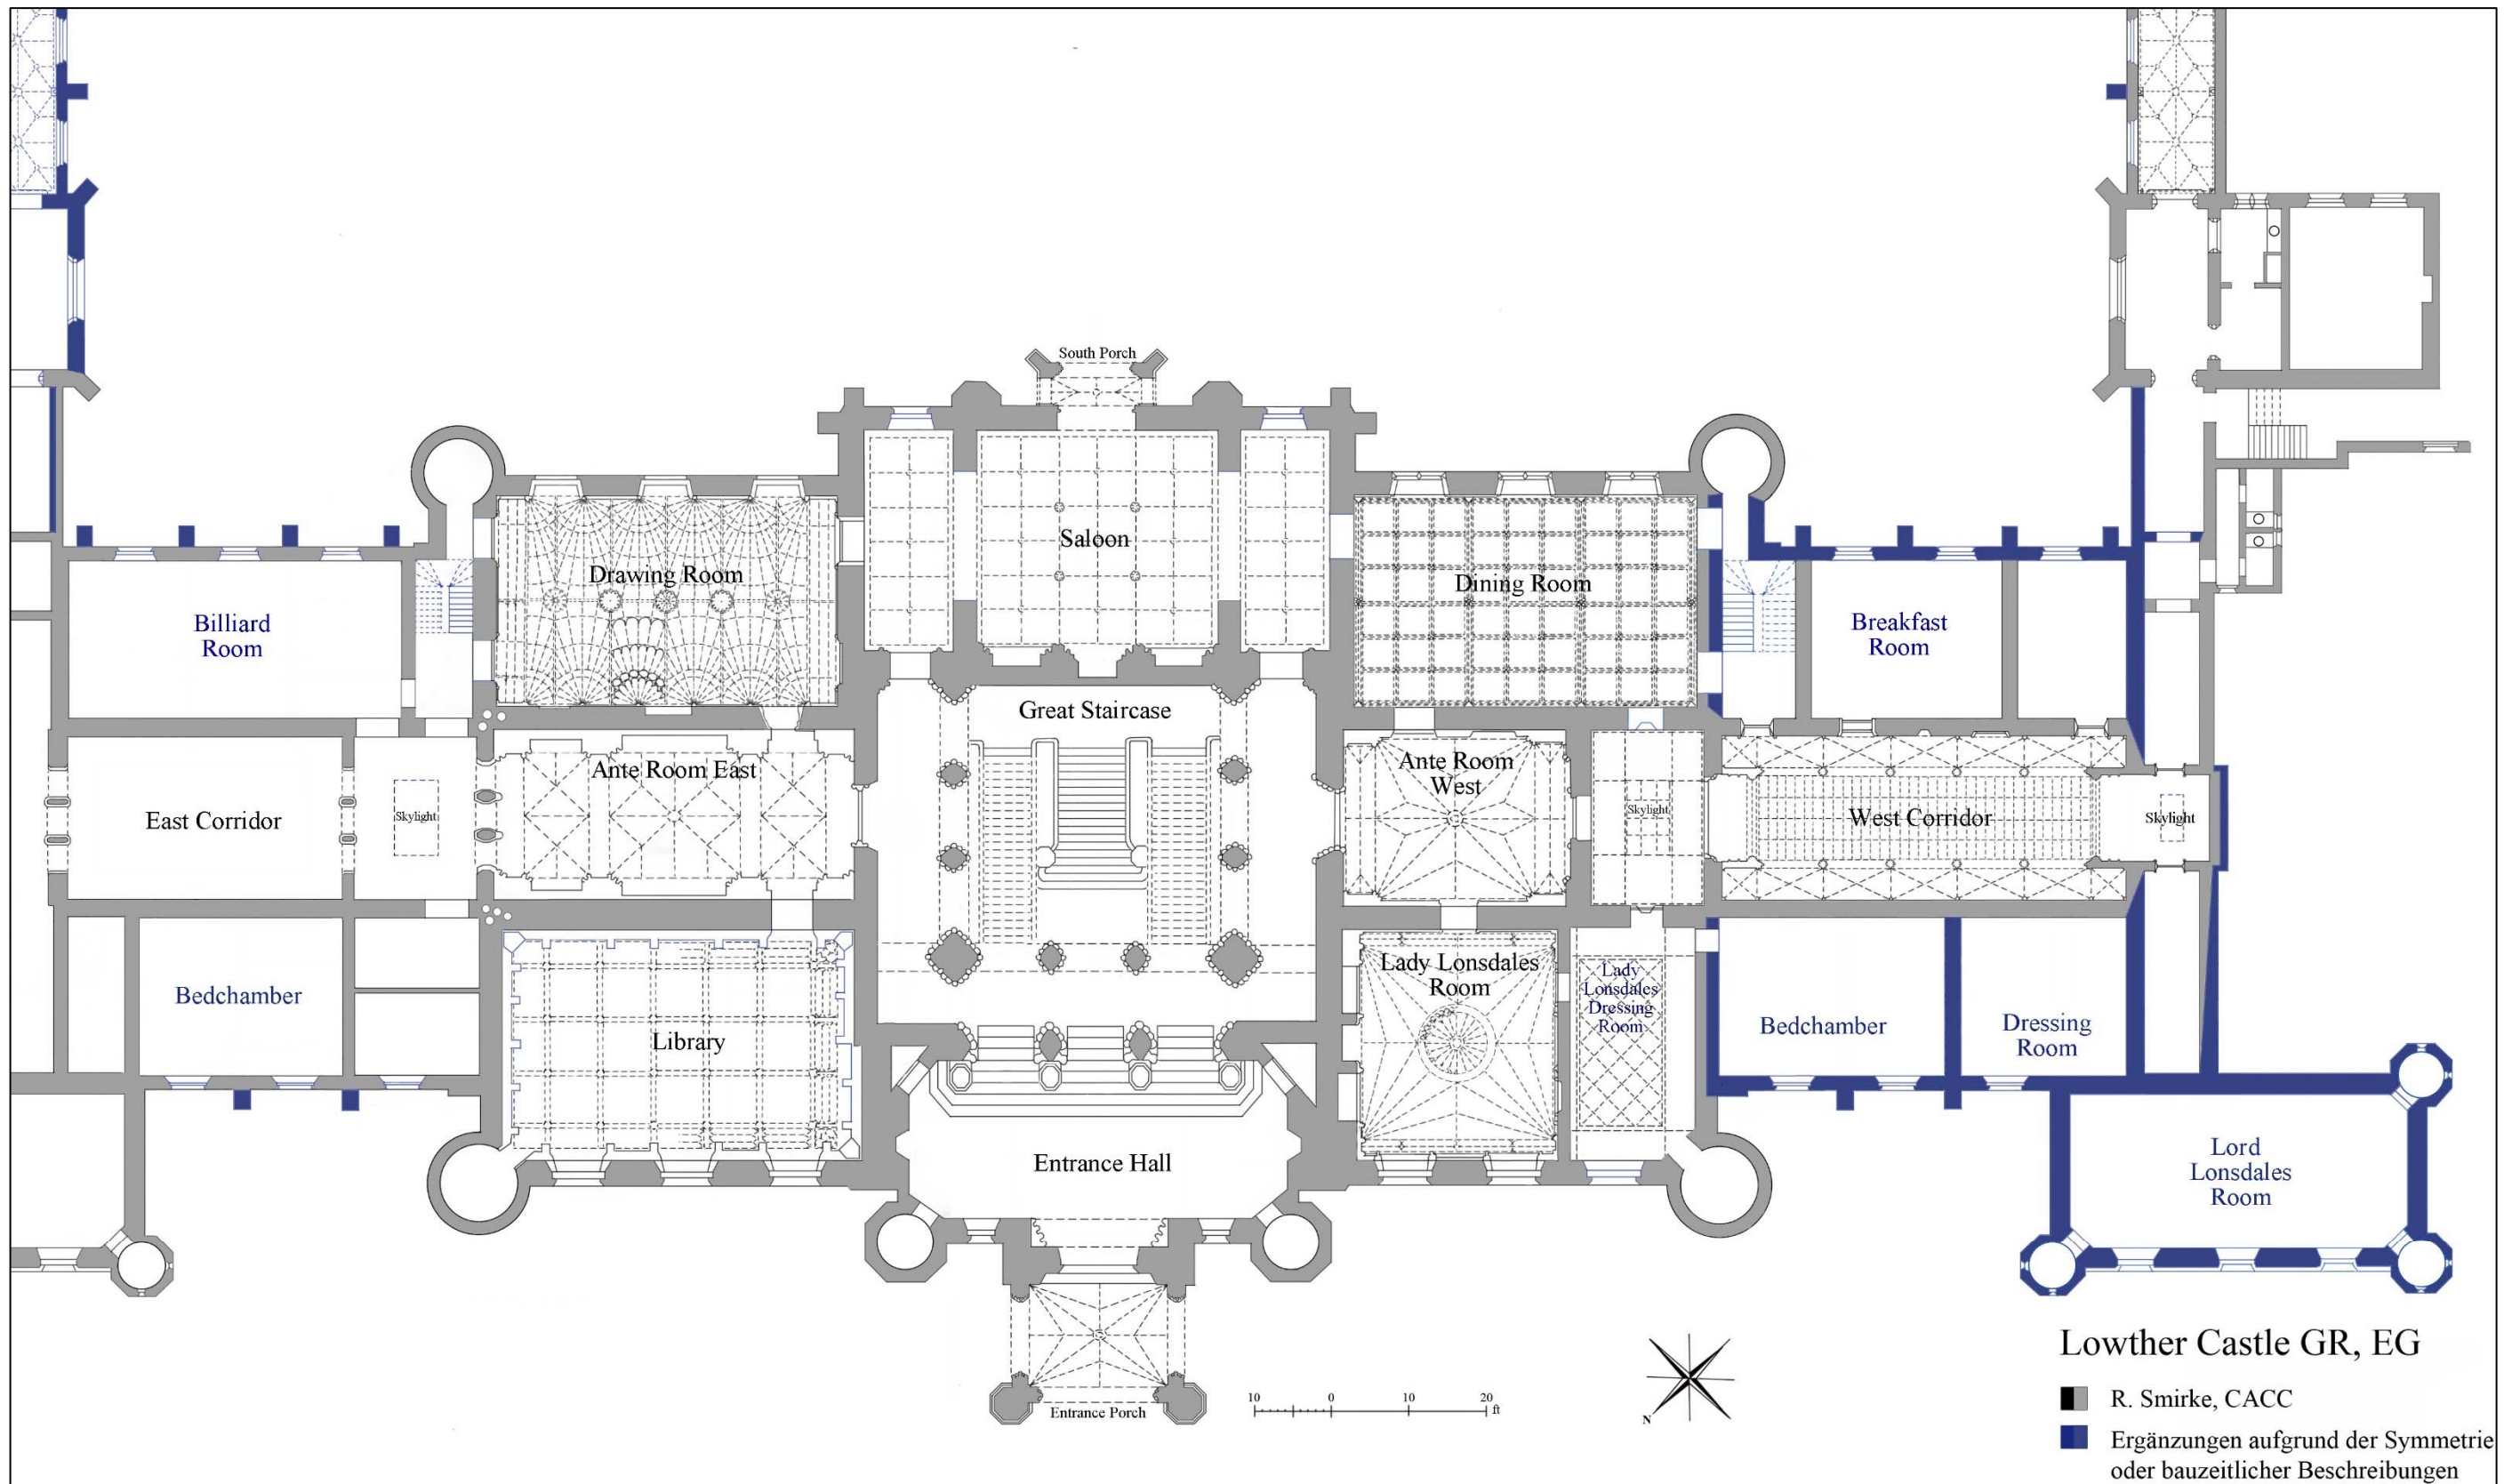 South Porch
Saloon
Drawing Room
Dining Room
Billiard
Room
Breakfast
Room
Great Staircase
Ante Room East
Ante Room
West
East Corridor
Skylight
Skylight
West Corridor
Skylight
Bedchamber
Library
Lady Lonsdales
Room
Lady
Lonsdales
Dressing
Room
Bedchamber
Dressing
Room
Entrance Hall
Lord
Lonsdales
Room
Entrance Porch
10 0 10 20
ft
N
Lowther Castle GR, EG
R. Smirke, CACC
Ergänzungen aufgrund der Symmetrie
oder bauzeitlicher Beschreibungen